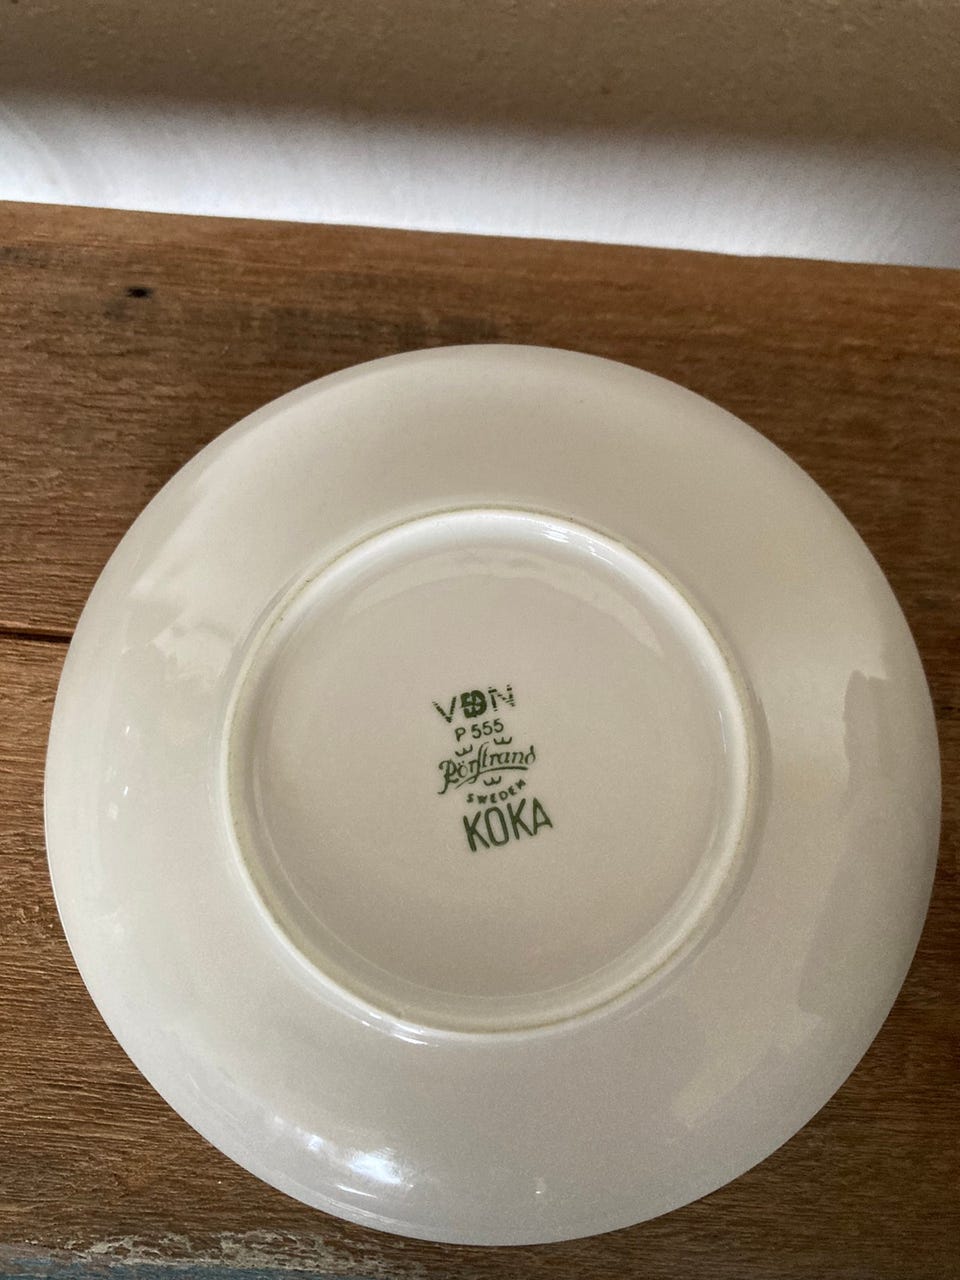 VDN
P 555
Rörstrand
SWEDEN
KOKA